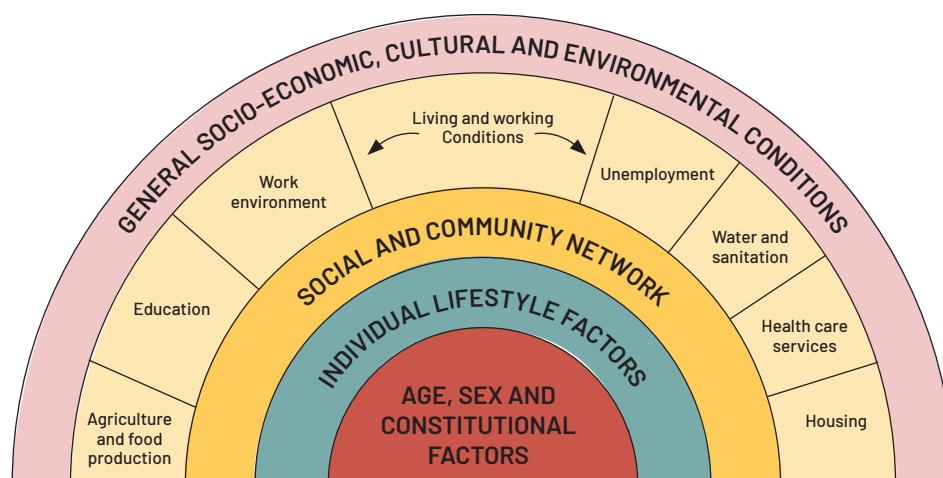 GENERAL SOCIO-ECONOMIC, CULTURAL AND ENVIRONMENTAL CONDITIONS
Living and working
Conditions
Work
environment
Unemployment
Education
Water and
sanitation
Agriculture
and food
production
Health care
services
Housing
SOCIAL AND COMMUNITY NETWORK
INDIVIDUAL LIFESTYLE FACTORS
AGE, SEX AND
CONSTITUTIONAL
FACTORS